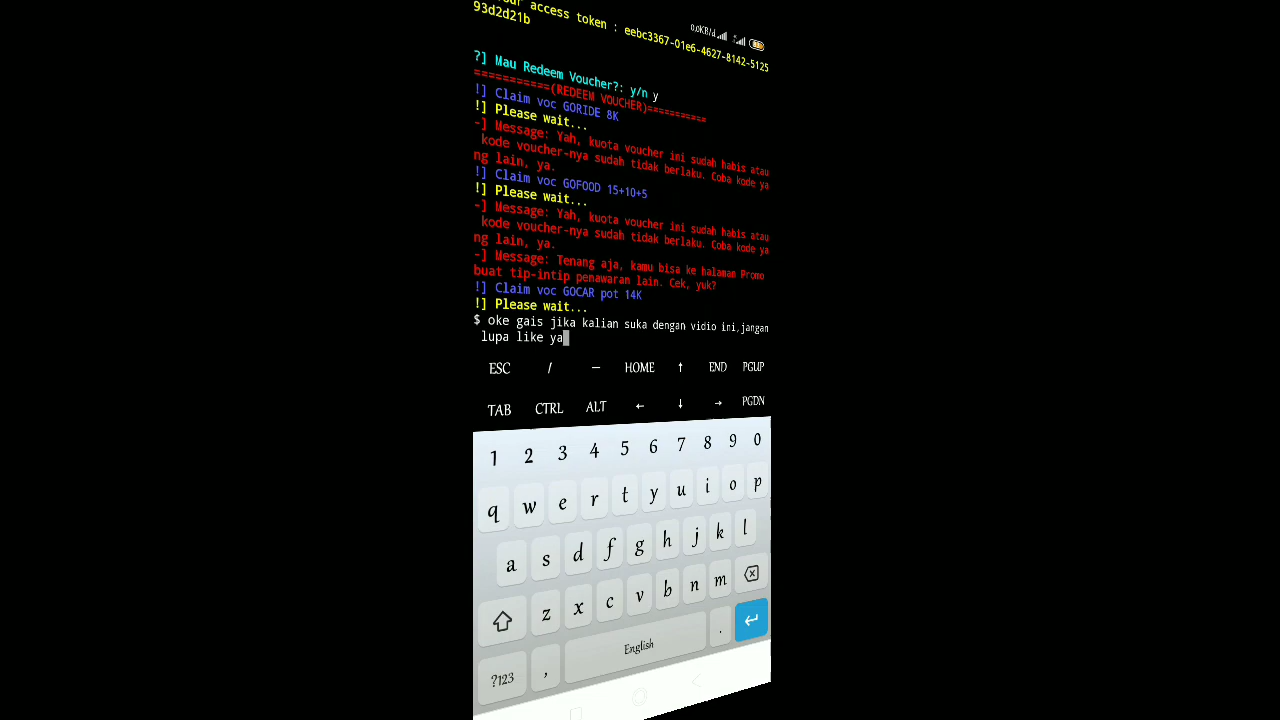 our access token : eebc3367-01e6-4627-8142-5125
93d2d21b
0,0KB/d
?] Mau Redeem Voucher?: y/n y
===========(REDEEM VOUCHER)===========
!] Claim voc GORIDE 8K
!] Please wait...
~] Message: Yah, kuota voucher ini sudah habis atau
kode voucher-nya sudah tidak berlaku. Coba kode ya
ng lain, ya.
!] Claim voc GOFOOD 15+10+5
!] Please wait...
~] Message: Yah, kuota voucher ini sudah habis atau
kode voucher-nya sudah tidak berlaku. Coba kode ya
ng lain, ya.
~] Message: Tenang aja, kamu bisa ke halaman Promo
buat tip-intip penawaran lain. Cek, yuk?
!] Claim voc GOCAR pot 14K
!] Please wait...
$ oke gais jika kalian suka dengan vidio ini,jangan
lupa like ya
ESC / — HOME ↑ END PGUP
TAB CTRL ALT ← ↓ → PGDN
1 2 3 4 5 6 7 8 9 0
q w e r t y u i o p
a s d f g h j k l
z x c v b n m
?123 , English .